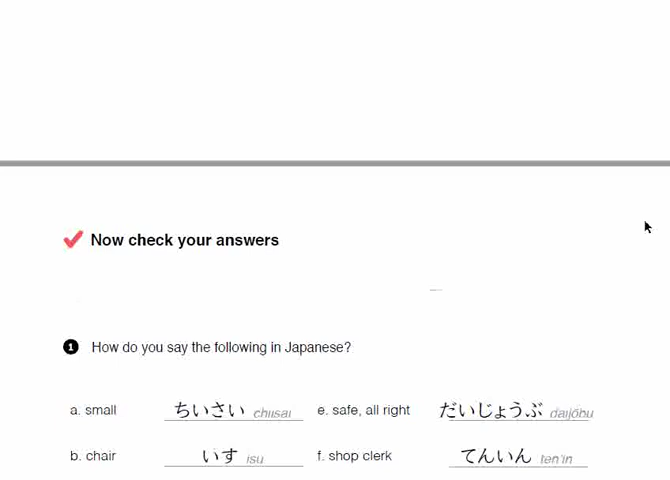 Now check your answers
1 How do you say the following in Japanese?
a. small ちいさい chiisai e. safe, all right だいじょうぶ daijōbu
b. chair いす isu f. shop clerk てんいん ten'in